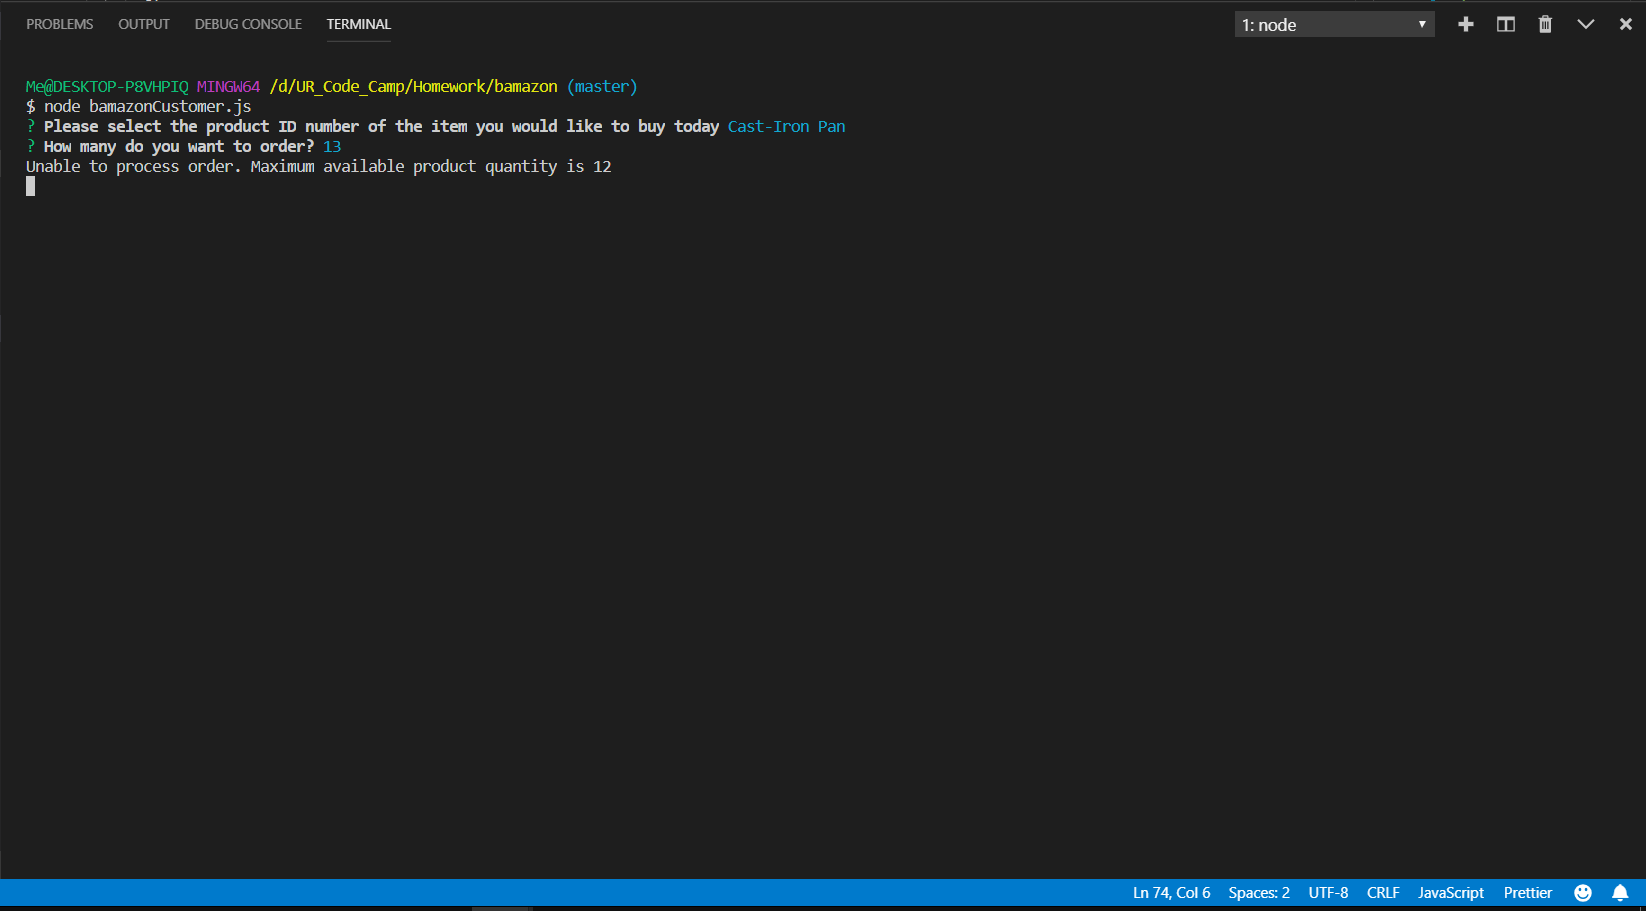 PROBLEMS OUTPUT DEBUG CONSOLE TERMINAL 1: node
Me@DESKTOP-P8VHPIQ MINGW64 /d/UR_Code_Camp/Homework/bamazon (master)
$ node bamazonCustomer.js
? Please select the product ID number of the item you would like to buy today Cast-Iron Pan
? How many do you want to order? 13
Unable to process order. Maximum available product quantity is 12
Ln 74, Col 6 Spaces: 2 UTF-8 CRLF JavaScript Prettier